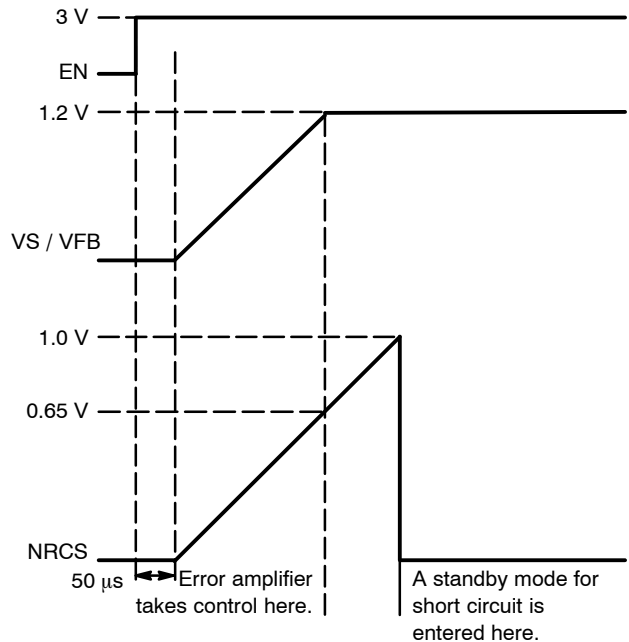 3 V
EN
1.2 V
VS / VFB
1.0 V
0.65 V
NRCS
50 μs
Error amplifier
takes control here.
A standby mode for
short circuit is
entered here.